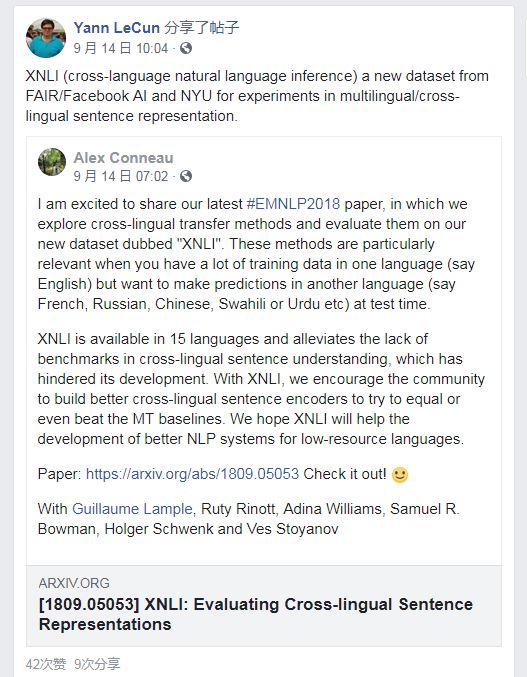 Yann LeCun 分享了帖子
9 月 14 日 10:04 ·
XNLI (cross-language natural language inference) a new dataset from
FAIR/Facebook AI and NYU for experiments in multilingual/cross-
lingual sentence representation.
Alex Conneau
9 月 14 日 07:02 ·
I am excited to share our latest #EMNLP2018 paper, in which we
explore cross-lingual transfer methods and evaluate them on our
new dataset dubbed "XNLI". These methods are particularly
relevant when you have a lot of training data in one language (say
English) but want to make predictions in another language (say
French, Russian, Chinese, Swahili or Urdu etc) at test time.
XNLI is available in 15 languages and alleviates the lack of
benchmarks in cross-lingual sentence understanding, which has
hindered its development. With XNLI, we encourage the community
to build better cross-lingual sentence encoders to try to equal or
even beat the MT baselines. We hope XNLI will help the
development of better NLP systems for low-resource languages.
Paper: https://arxiv.org/abs/1809.05053 Check it out! 🙂
With Guillaume Lample, Ruty Rinott, Adina Williams, Samuel R.
Bowman, Holger Schwenk and Ves Stoyanov
ARXIV.ORG
[1809.05053] XNLI: Evaluating Cross-lingual Sentence
Representations
42次赞 9次分享